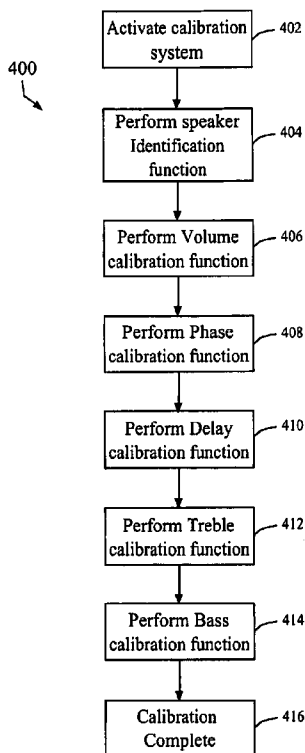 400
Activate calibration
system
402
Perform speaker
Identification
function
404
Perform Volume
calibration function
406
Perform Phase
calibration function
408
Perform Delay
calibration function
410
Perform Treble
calibration function
412
Perform Bass
calibration function
414
Calibration
Complete
416